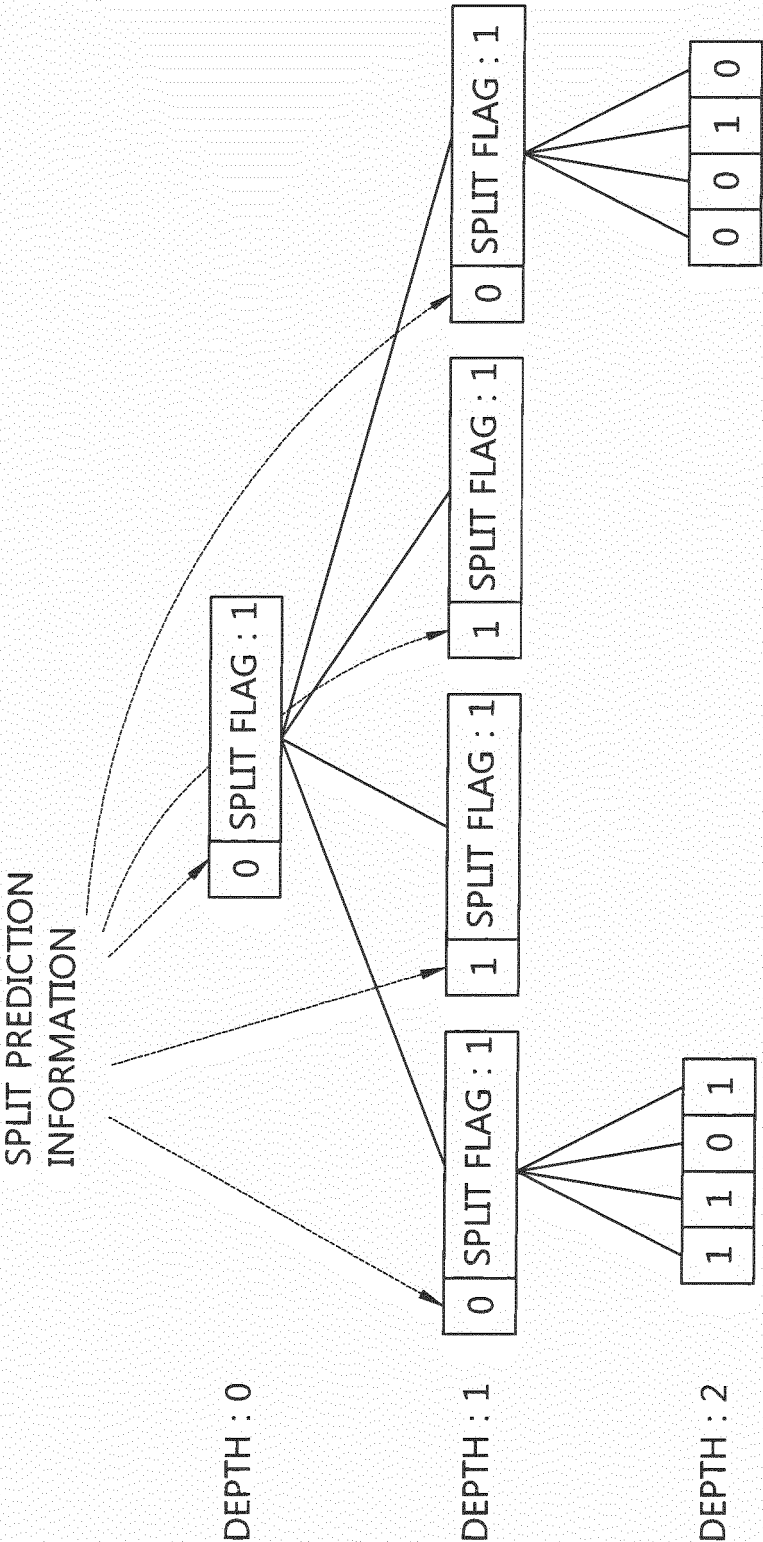 SPLIT PREDICTION
INFORMATION
DEPTH : 0
0 SPLIT FLAG : 1
DEPTH : 1
0 SPLIT FLAG : 1
1 SPLIT FLAG : 1
1 SPLIT FLAG : 1
0 SPLIT FLAG : 1
DEPTH : 2
1 1 0 1
0 0 1 0